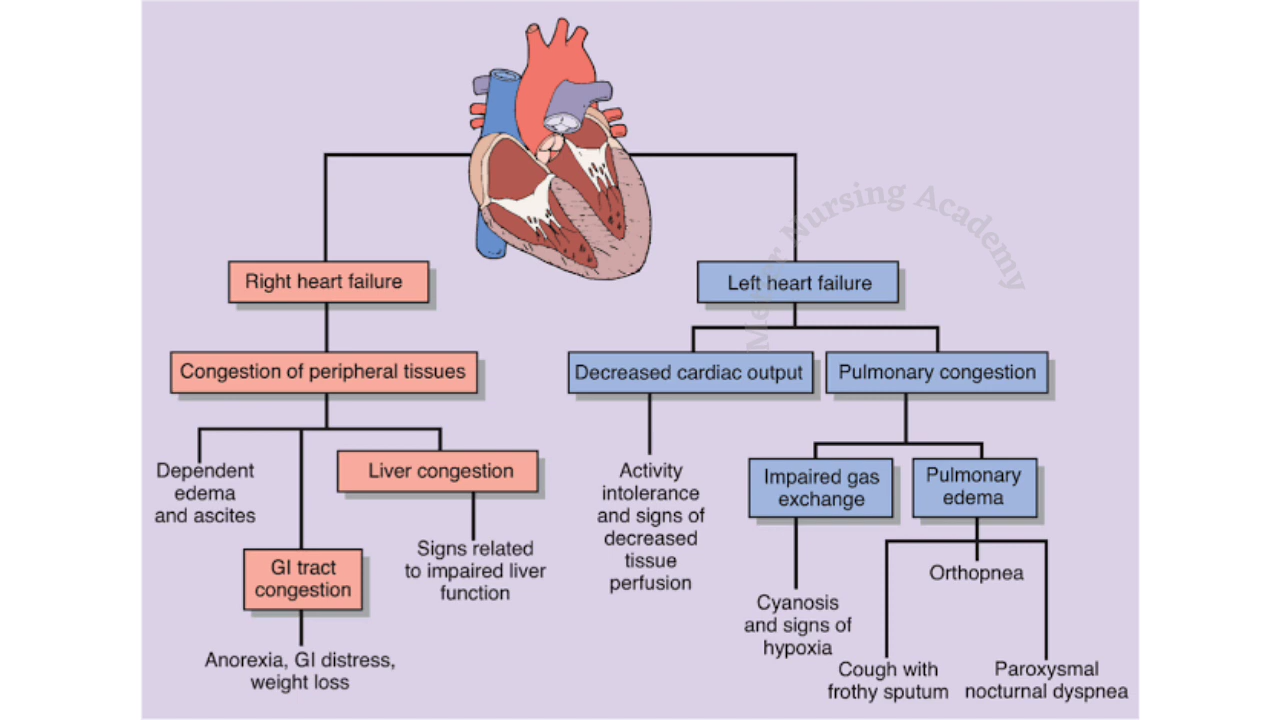 Right heart failure
Left heart failure
Congestion of peripheral tissues
Decreased cardiac output
Pulmonary congestion
Dependent
edema
and ascites
Liver congestion
Activity
intolerance
and signs of
decreased
tissue
perfusion
Impaired gas
exchange
Pulmonary
edema
GI tract
congestion
Signs related
to impaired liver
function
Orthopnea
Cyanosis
and signs of
hypoxia
Anorexia, GI distress,
weight loss
Cough with
frothy sputum
Paroxysmal
nocturnal dyspnea
Nursing Academy